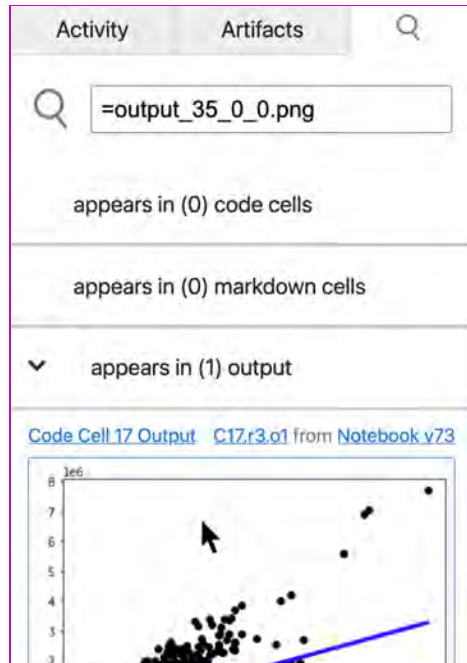 Activity Artifacts
=output_35_0_0.png
appears in (0) code cells
appears in (0) markdown cells
appears in (1) output
Code Cell 17 Output C17.r3.o1 from Notebook v73
1e6
8
7
6
5
4
3
2